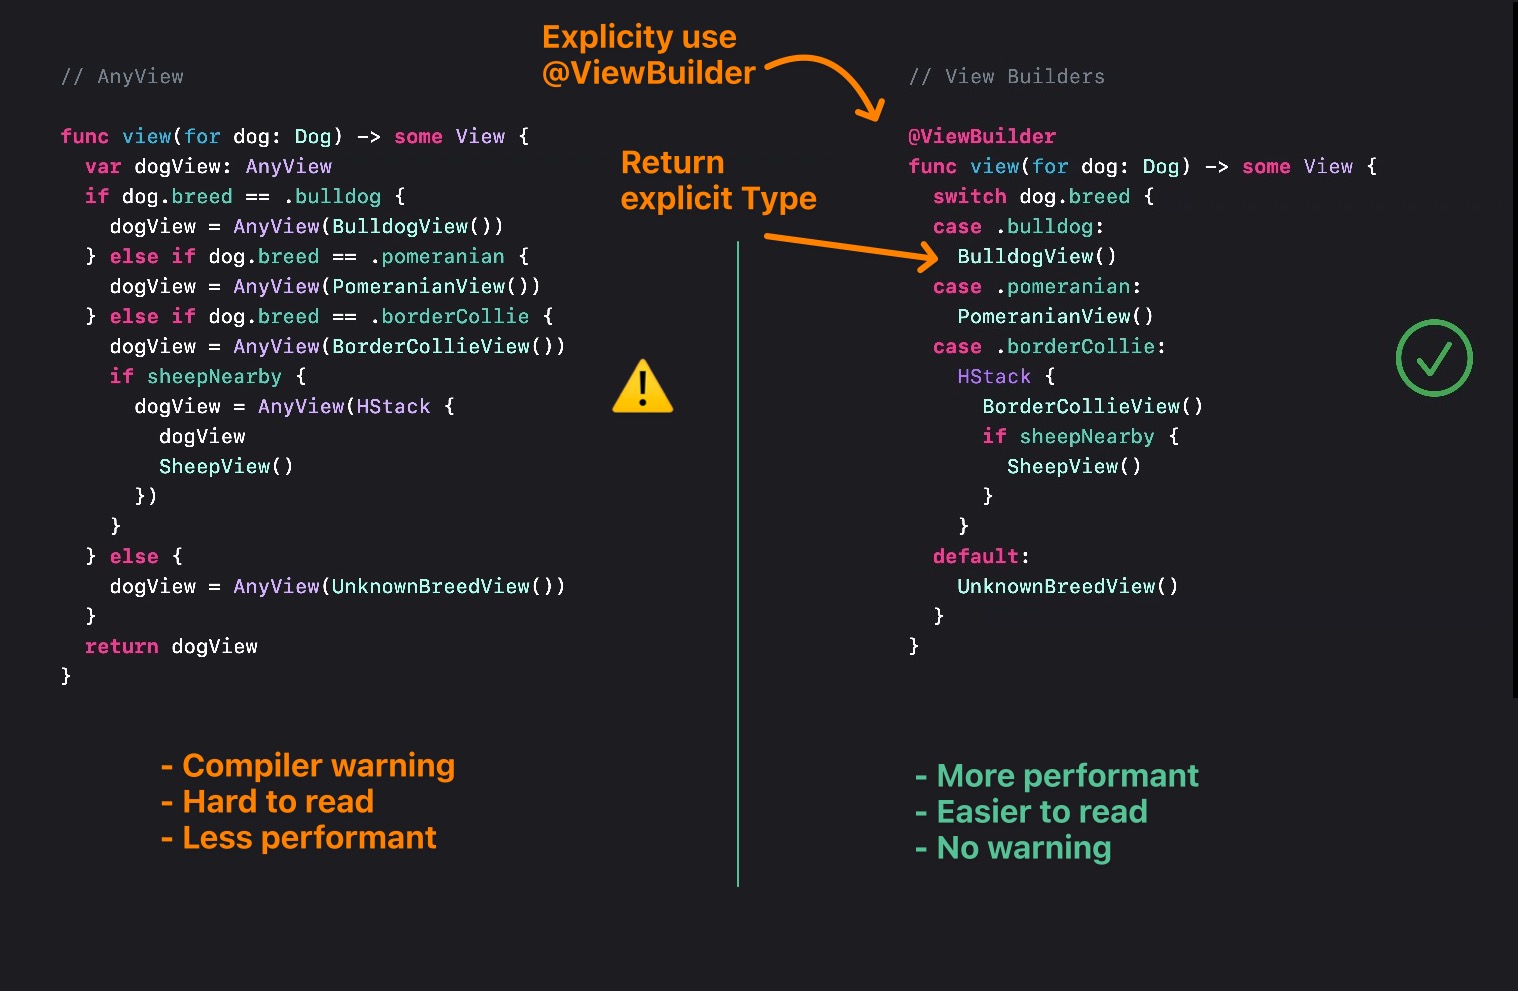 Explicity use
@ViewBuilder
// AnyView
func view(for dog: Dog) -> some View {
  var dogView: AnyView
  if dog.breed == .bulldog {
    dogView = AnyView(BulldogView())
  } else if dog.breed == .pomeranian {
    dogView = AnyView(PomeranianView())
  } else if dog.breed == .borderCollie {
    dogView = AnyView(BorderCollieView())
    if sheepNearby {
      dogView = AnyView(HStack {
        dogView
        SheepView()
      })
    }
  } else {
    dogView = AnyView(UnknownBreedView())
  }
  return dogView
}
- Compiler warning
- Hard to read
- Less performant
Return
explicit Type
// View Builders
@ViewBuilder
func view(for dog: Dog) -> some View {
  switch dog.breed {
  case .bulldog:
    BulldogView()
  case .pomeranian:
    PomeranianView()
  case .borderCollie:
    HStack {
      BorderCollieView()
      if sheepNearby {
        SheepView()
      }
    }
  default:
    UnknownBreedView()
  }
}
- More performant
- Easier to read
- No warning